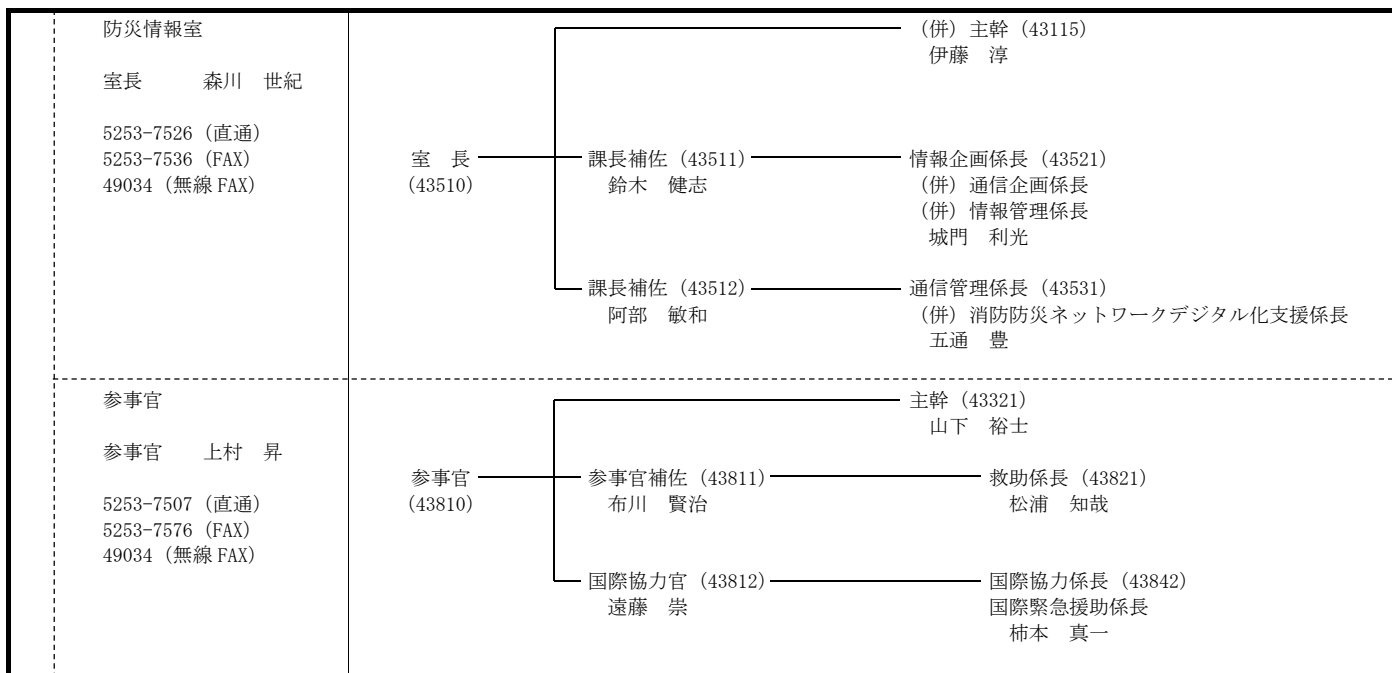 防災情報室
室長　　森川　世紀
5253-7526（直通）
5253-7536（FAX）
49034（無線 FAX）
室　長
(43510)
（併）主幹（43115）
伊藤　淳
課長補佐（43511）
鈴木　健志
情報企画係長（43521）
（併）通信企画係長
（併）情報管理係長
城門　利光
課長補佐（43512）
阿部　敏和
通信管理係長（43531）
（併）消防防災ネットワークデジタル化支援係長
五通　豊
参事官
参事官　　上村　昇
5253-7507（直通）
5253-7576（FAX）
49034（無線 FAX）
参事官
(43810)
主幹（43321）
山下　裕士
参事官補佐（43811）
布川　賢治
救助係長（43821）
松浦　知哉
国際協力官（43812）
遠藤　崇
国際協力係長（43842）
国際緊急援助係長
柿本　真一